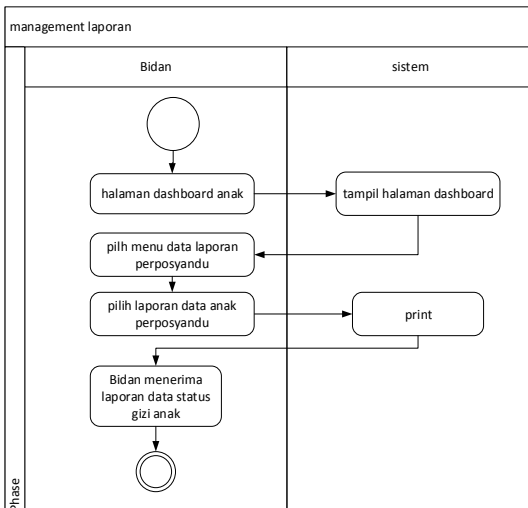 management laporan
Bidan
sistem
halaman dashboard anak
tampil halaman dashboard
pilh menu data laporan
perposyandu
pilih laporan data anak
perposyandu
print
Bidan menerima
laporan data status
gizi anak
Phase